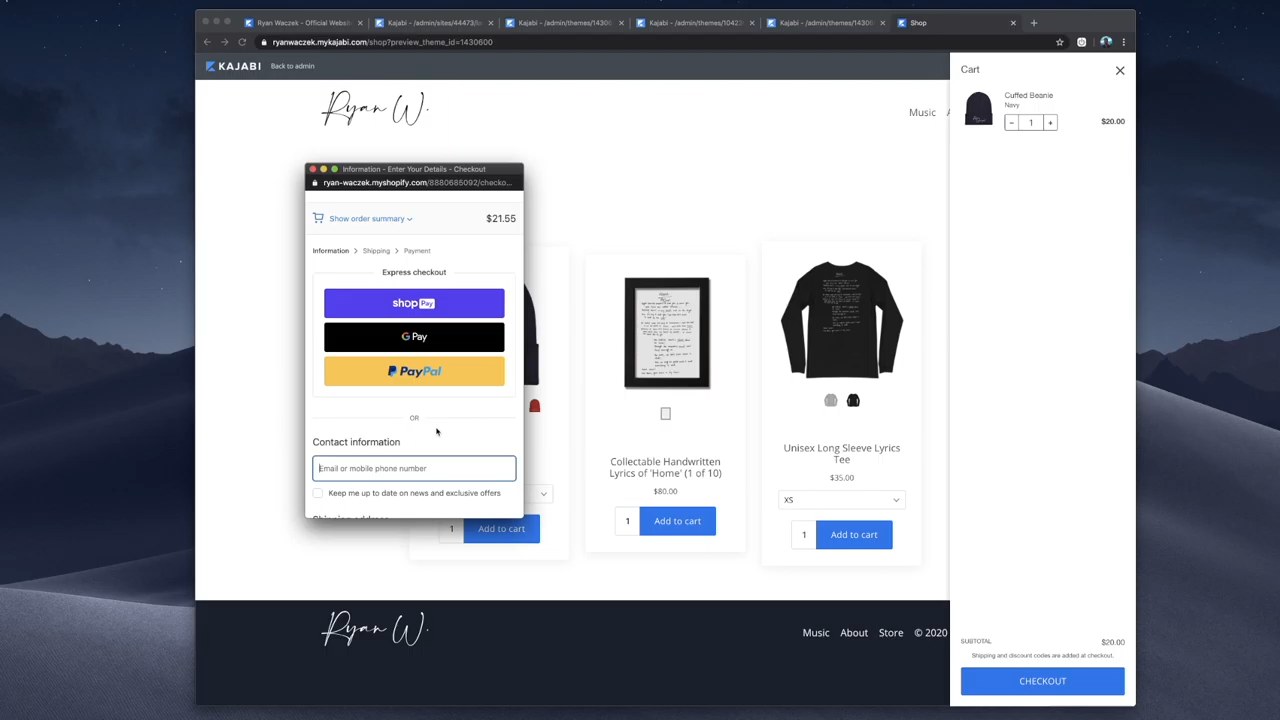 Ryan Waczek - Official Websit
Kajabi - /admin/sites/44473/la
Kajabi - /admin/themes/14306
Kajabi - /admin/themes/10423
Kajabi - /admin/themes/14306
Shop
ryanwaczek.mykajabi.com/shop?preview_theme_id=1430600
KAJABI
Back to admin
Ryan W.
Music
Cart
Cuffed Beanie
Navy
− 1 +
$20.00
Information - Enter Your Details - Checkout
ryan-waczek.myshopify.com/8880685092/checko...
Show order summary
$21.55
Information > Shipping > Payment
Express checkout
shop Pay
G Pay
PayPal
OR
Contact information
Email or mobile phone number
Keep me up to date on news and exclusive offers
1 Add to cart
Collectable Handwritten
Lyrics of 'Home' (1 of 10)
$80.00
1 Add to cart
Unisex Long Sleeve Lyrics
Tee
$35.00
XS
1 Add to cart
Ryan W.
Music About Store © 2020
SUBTOTAL
$20.00
Shipping and discount codes are added at checkout.
CHECKOUT